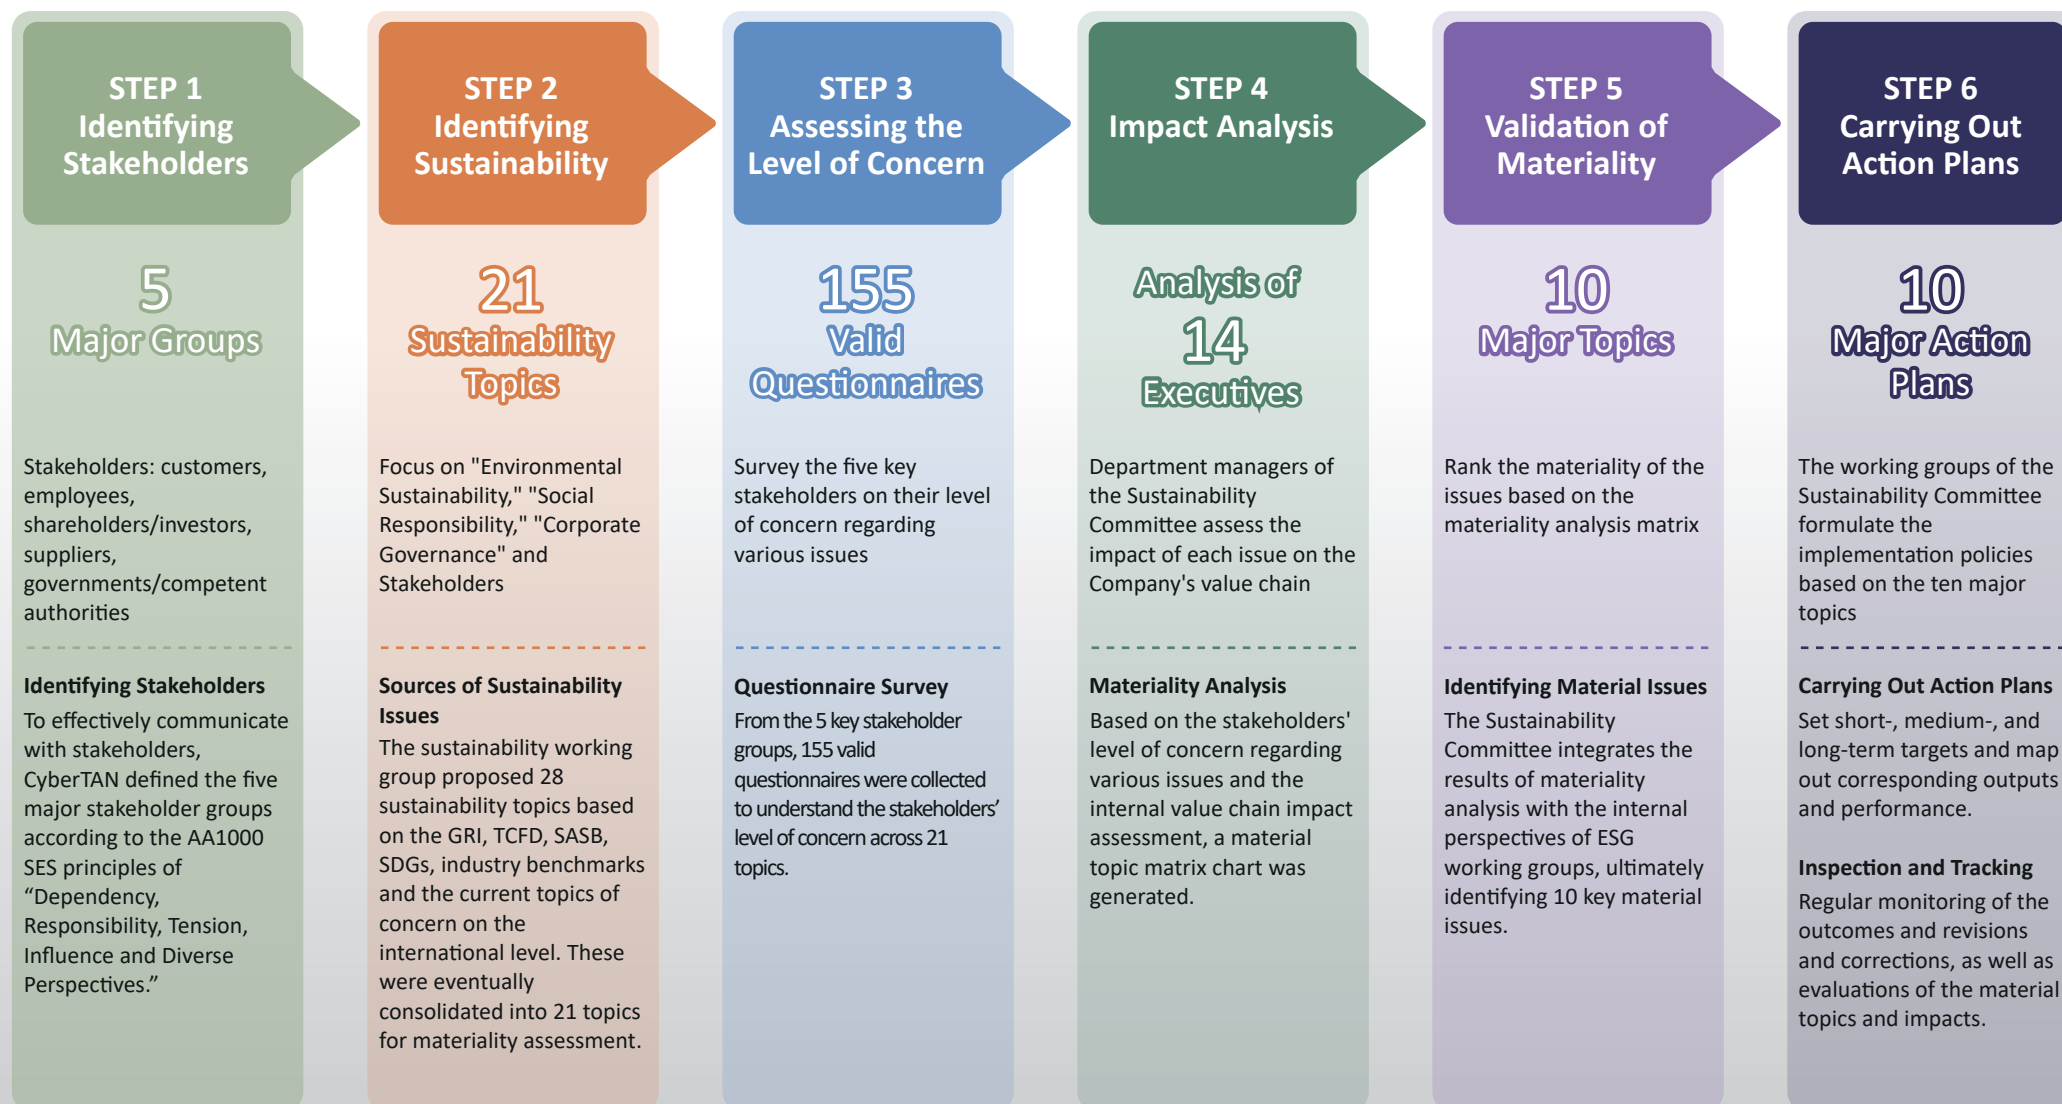 STEP 1
Identifying
Stakeholders
5
Major Groups
Stakeholders: customers,
employees,
shareholders/investors,
suppliers,
governments/competent
authorities
Identifying Stakeholders
To effectively communicate
with stakeholders,
CyberTAN defined the five
major stakeholder groups
according to the AA1000
SES principles of
“Dependency,
Responsibility, Tension,
Influence and Diverse
Perspectives.”
STEP 2
Identifying
Sustainability
21
Sustainability
Topics
Focus on "Environmental
Sustainability," "Social
Responsibility," "Corporate
Governance" and
Stakeholders
Sources of Sustainability
Issues
The sustainability working
group proposed 28
sustainability topics based
on the GRI, TCFD, SASB,
SDGs, industry benchmarks
and the current topics of
concern on the
international level. These
were eventually
consolidated into 21 topics
for materiality assessment.
STEP 3
Assessing the
Level of Concern
155
Valid
Questionnaires
Survey the five key
stakeholders on their level
of concern regarding
various issues
Questionnaire Survey
From the 5 key stakeholder
groups, 155 valid
questionnaires were collected
to understand the stakeholders’
level of concern across 21
topics.
STEP 4
Impact Analysis
Analysis of
14
Executives
Department managers of
the Sustainability
Committee assess the
impact of each issue on the
Company's value chain
Materiality Analysis
Based on the stakeholders'
level of concern regarding
various issues and the
internal value chain impact
assessment, a material
topic matrix chart was
generated.
STEP 5
Validation of
Materiality
10
Major Topics
Rank the materiality of the
issues based on the
materiality analysis matrix
Identifying Material Issues
The Sustainability
Committee integrates the
results of materiality
analysis with the internal
perspectives of ESG
working groups, ultimately
identifying 10 key material
issues.
STEP 6
Carrying Out
Action Plans
10
Major Action
Plans
The working groups of the
Sustainability Committee
formulate the
implementation policies
based on the ten major
topics
Carrying Out Action Plans
Set short-, medium-, and
long-term targets and map
out corresponding outputs
and performance.
Inspection and Tracking
Regular monitoring of the
outcomes and revisions
and corrections, as well as
evaluations of the material
topics and impacts.